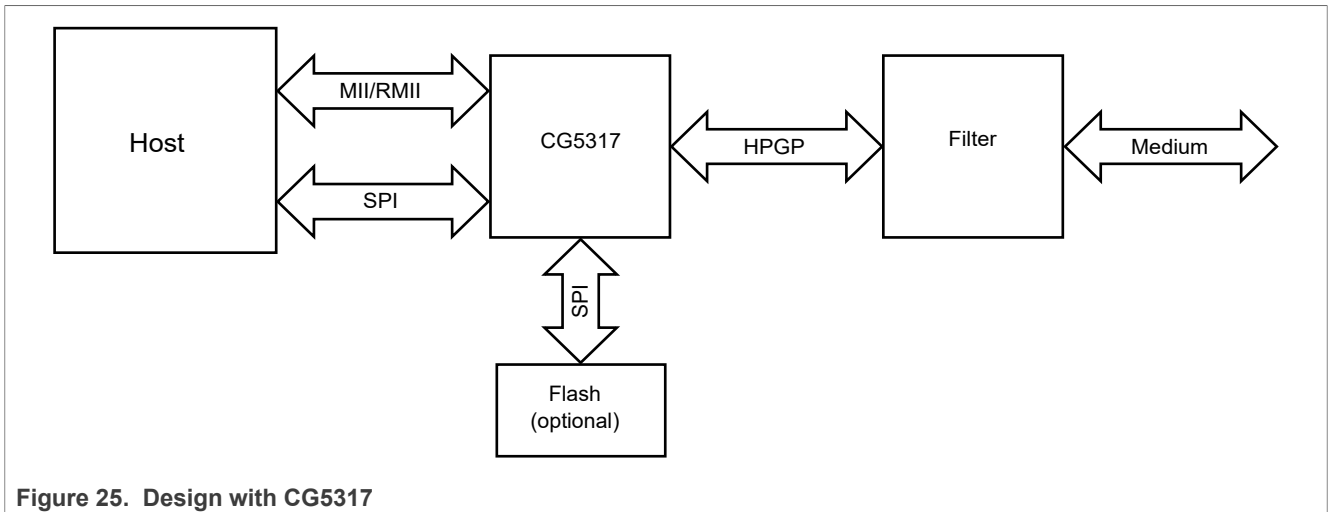 Host
MII/RMII
SPI
CG5317
HPGP
Filter
Medium
SPI
Flash
(optional)
Figure 25. Design with CG5317